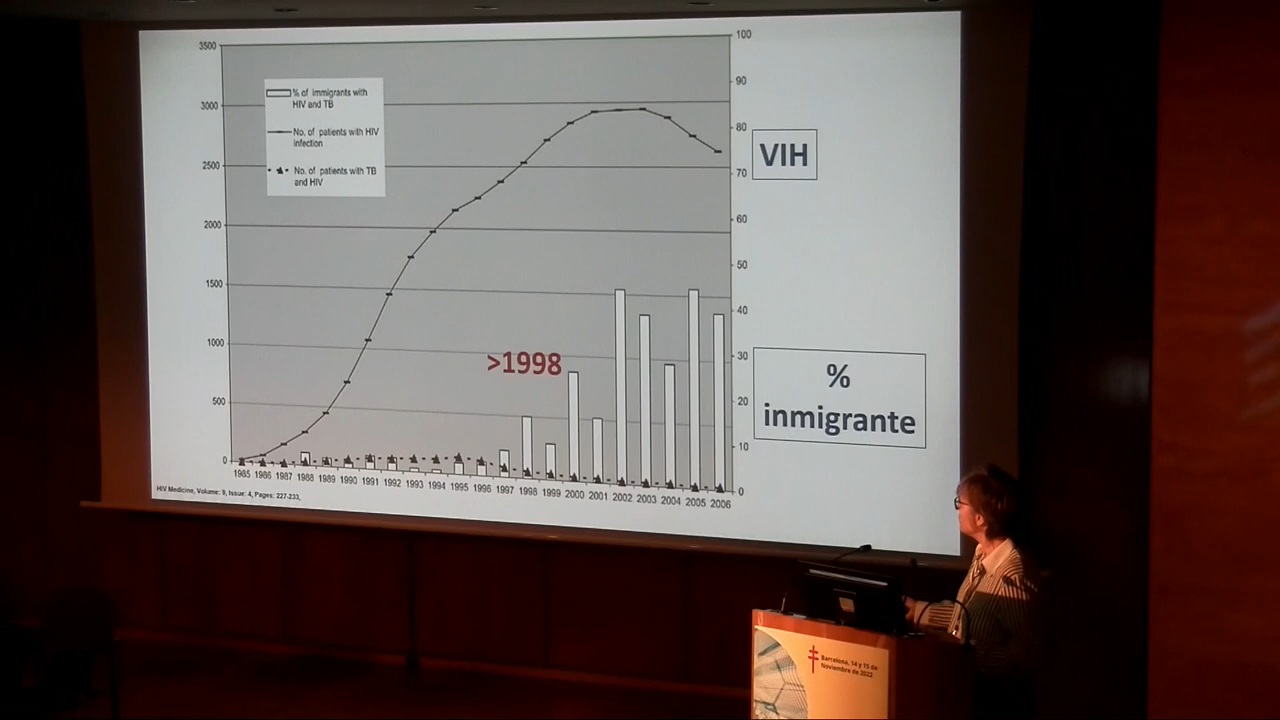 3500
3000
2500
2000
1500
1000
500
0
% of immigrants with
HIV and TB
No. of patients with HIV
infection
No. of patients with TB
and HIV
100
90
80
70
60
50
40
30
20
10
0
VIH
>1998
%
inmigrante
1985 1986 1987 1988 1989 1990 1991 1992 1993 1994 1995 1996 1997 1998 1999 2000 2001 2002 2003 2004 2005 2006
HIV Medicine, Volume: 9, Issue: 4, Pages: 227-233,
Barcelona, 14 y 15 de
Noviembre de 2022